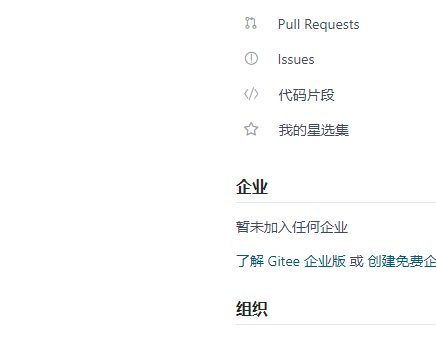 Pull Requests
Issues
代码片段
我的星选集
企业
暂未加入任何企业
了解 Gitee 企业版 或 创建免费企
组织